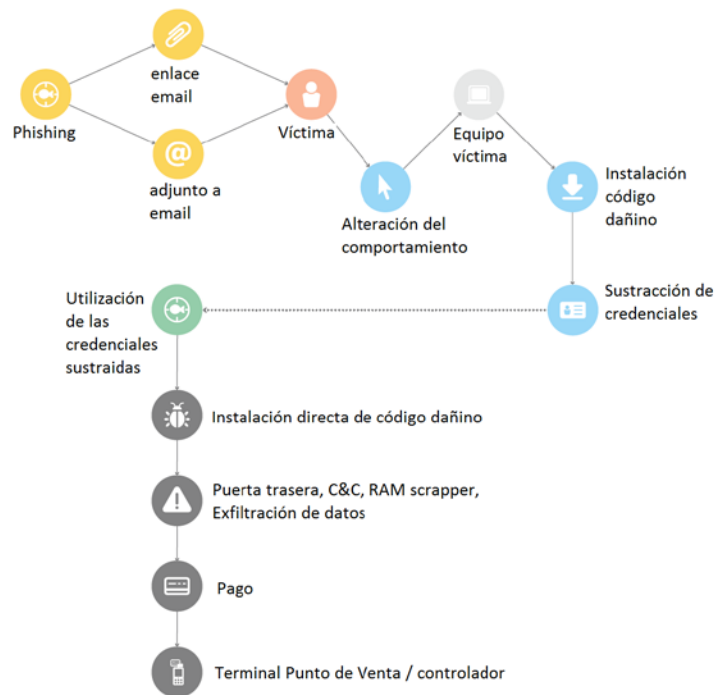 enlace
email
Phishing
@
adjunto a
email
Víctima
Equipo
víctima
Alteración del
comportamiento
Instalación
código
dañino
Sustracción de
credenciales
Utilización
de las
credenciales
sustraidas
Instalación directa de código dañino
Puerta trasera, C&C, RAM scrapper,
Exfiltración de datos
Pago
Terminal Punto de Venta / controlador